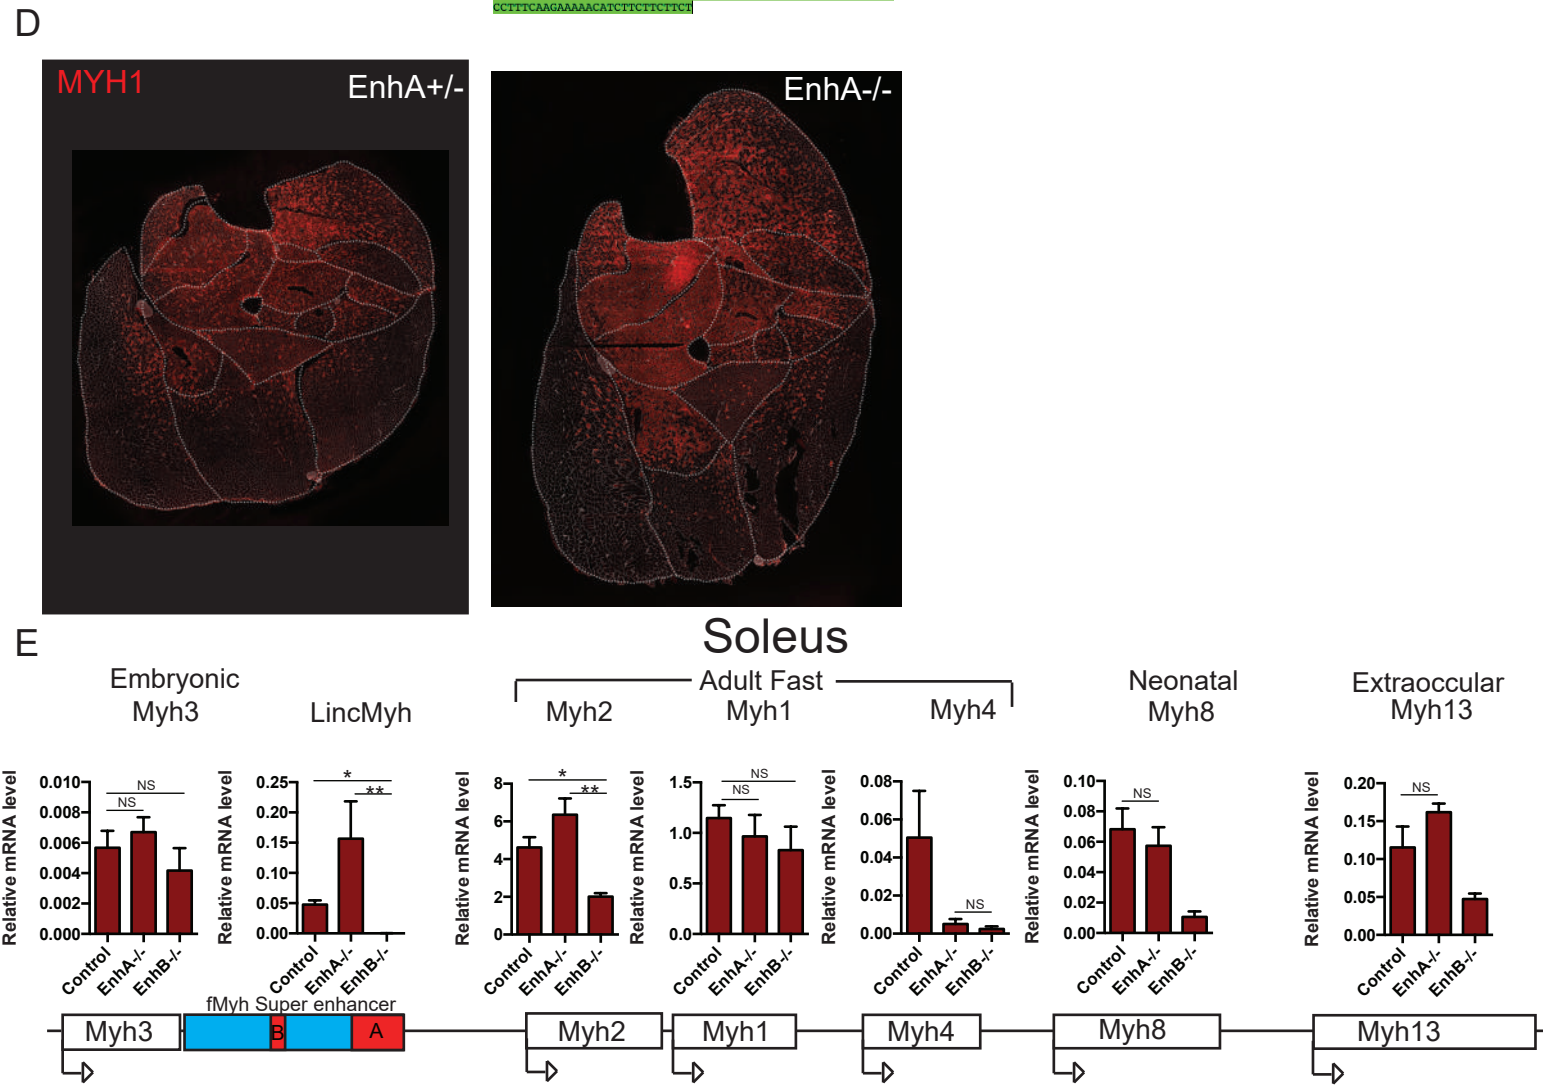 CCTTTCAAGAAAAACATCTTCTTCTTCT
D
MYH1
EnhA+/-
EnhA-/-
E
Soleus
Embryonic
Myh3
LincMyh
Adult Fast
Myh2
Myh1
Myh4
Neonatal
Myh8
Extraoccular
Myh13
Relative mRNA level
0.010
0.008
0.006
0.004
0.002
0.000
NS
NS
Control
EnhA-/-
EnhB-/-
Relative mRNA level
0.25
0.20
0.15
0.10
0.05
0.00
*
**
Control
EnhA-/-
EnhB-/-
Relative mRNA level
8
6
4
2
0
*
**
Control
EnhA-/-
EnhB-/-
Relative mRNA level
1.5
1.0
0.5
0.0
NS
NS
Control
EnhA-/-
EnhB-/-
Relative mRNA level
0.08
0.06
0.04
0.02
0.00
NS
Control
EnhA-/-
EnhB-/-
Relative mRNA level
0.10
0.08
0.06
0.04
0.02
0.00
NS
Control
EnhA-/-
EnhB-/-
Relative mRNA level
0.20
0.15
0.10
0.05
0.00
NS
Control
EnhA-/-
EnhB-/-
fMyh Super enhancer
Myh3
B
A
Myh2
Myh1
Myh4
Myh8
Myh13